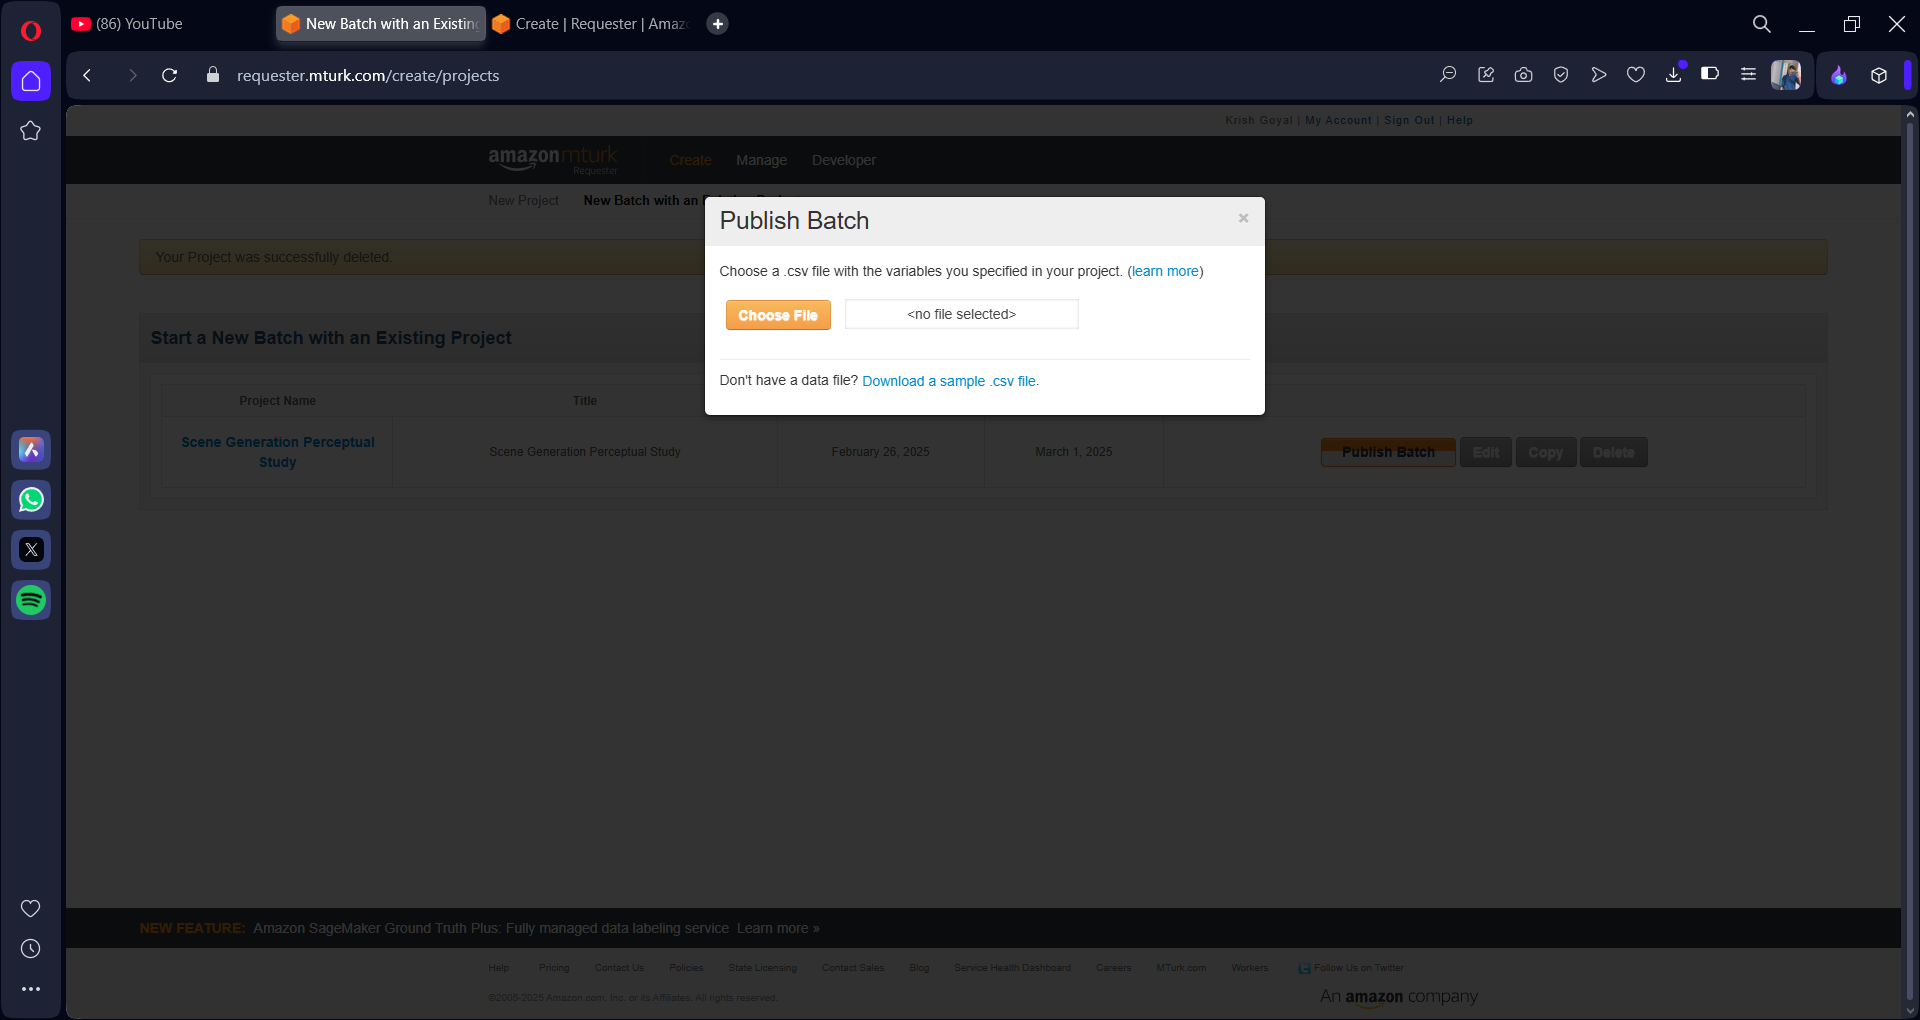 (86) YouTube
New Batch with an Existing
Create | Requester | Amaz
requester.mturk.com/create/projects
Krish Goyal | My Account | Sign Out | Help
amazonmturk
Requester
Create
Manage
Developer
New Project
New Batch with an
Publish Batch
Your Project was successfully deleted.
Choose a .csv file with the variables you specified in your project. (learn more)
Choose File
<no file selected>
Start a New Batch with an Existing Project
Don't have a data file? Download a sample .csv file.
Project Name
Title
Scene Generation Perceptual
Study
Scene Generation Perceptual Study
February 26, 2025
March 1, 2025
Publish Batch
Edit
Copy
Delete
NEW FEATURE: Amazon SageMaker Ground Truth Plus: Fully managed data labeling service Learn more »
Help
Pricing
Contact Us
Policies
State Licensing
Contact Sales
Blog
Service Health Dashboard
Careers
MTurk.com
Workers
Follow Us on Twitter
©2005-2025 Amazon.com, Inc. or its Affiliates. All rights reserved.
An amazon company